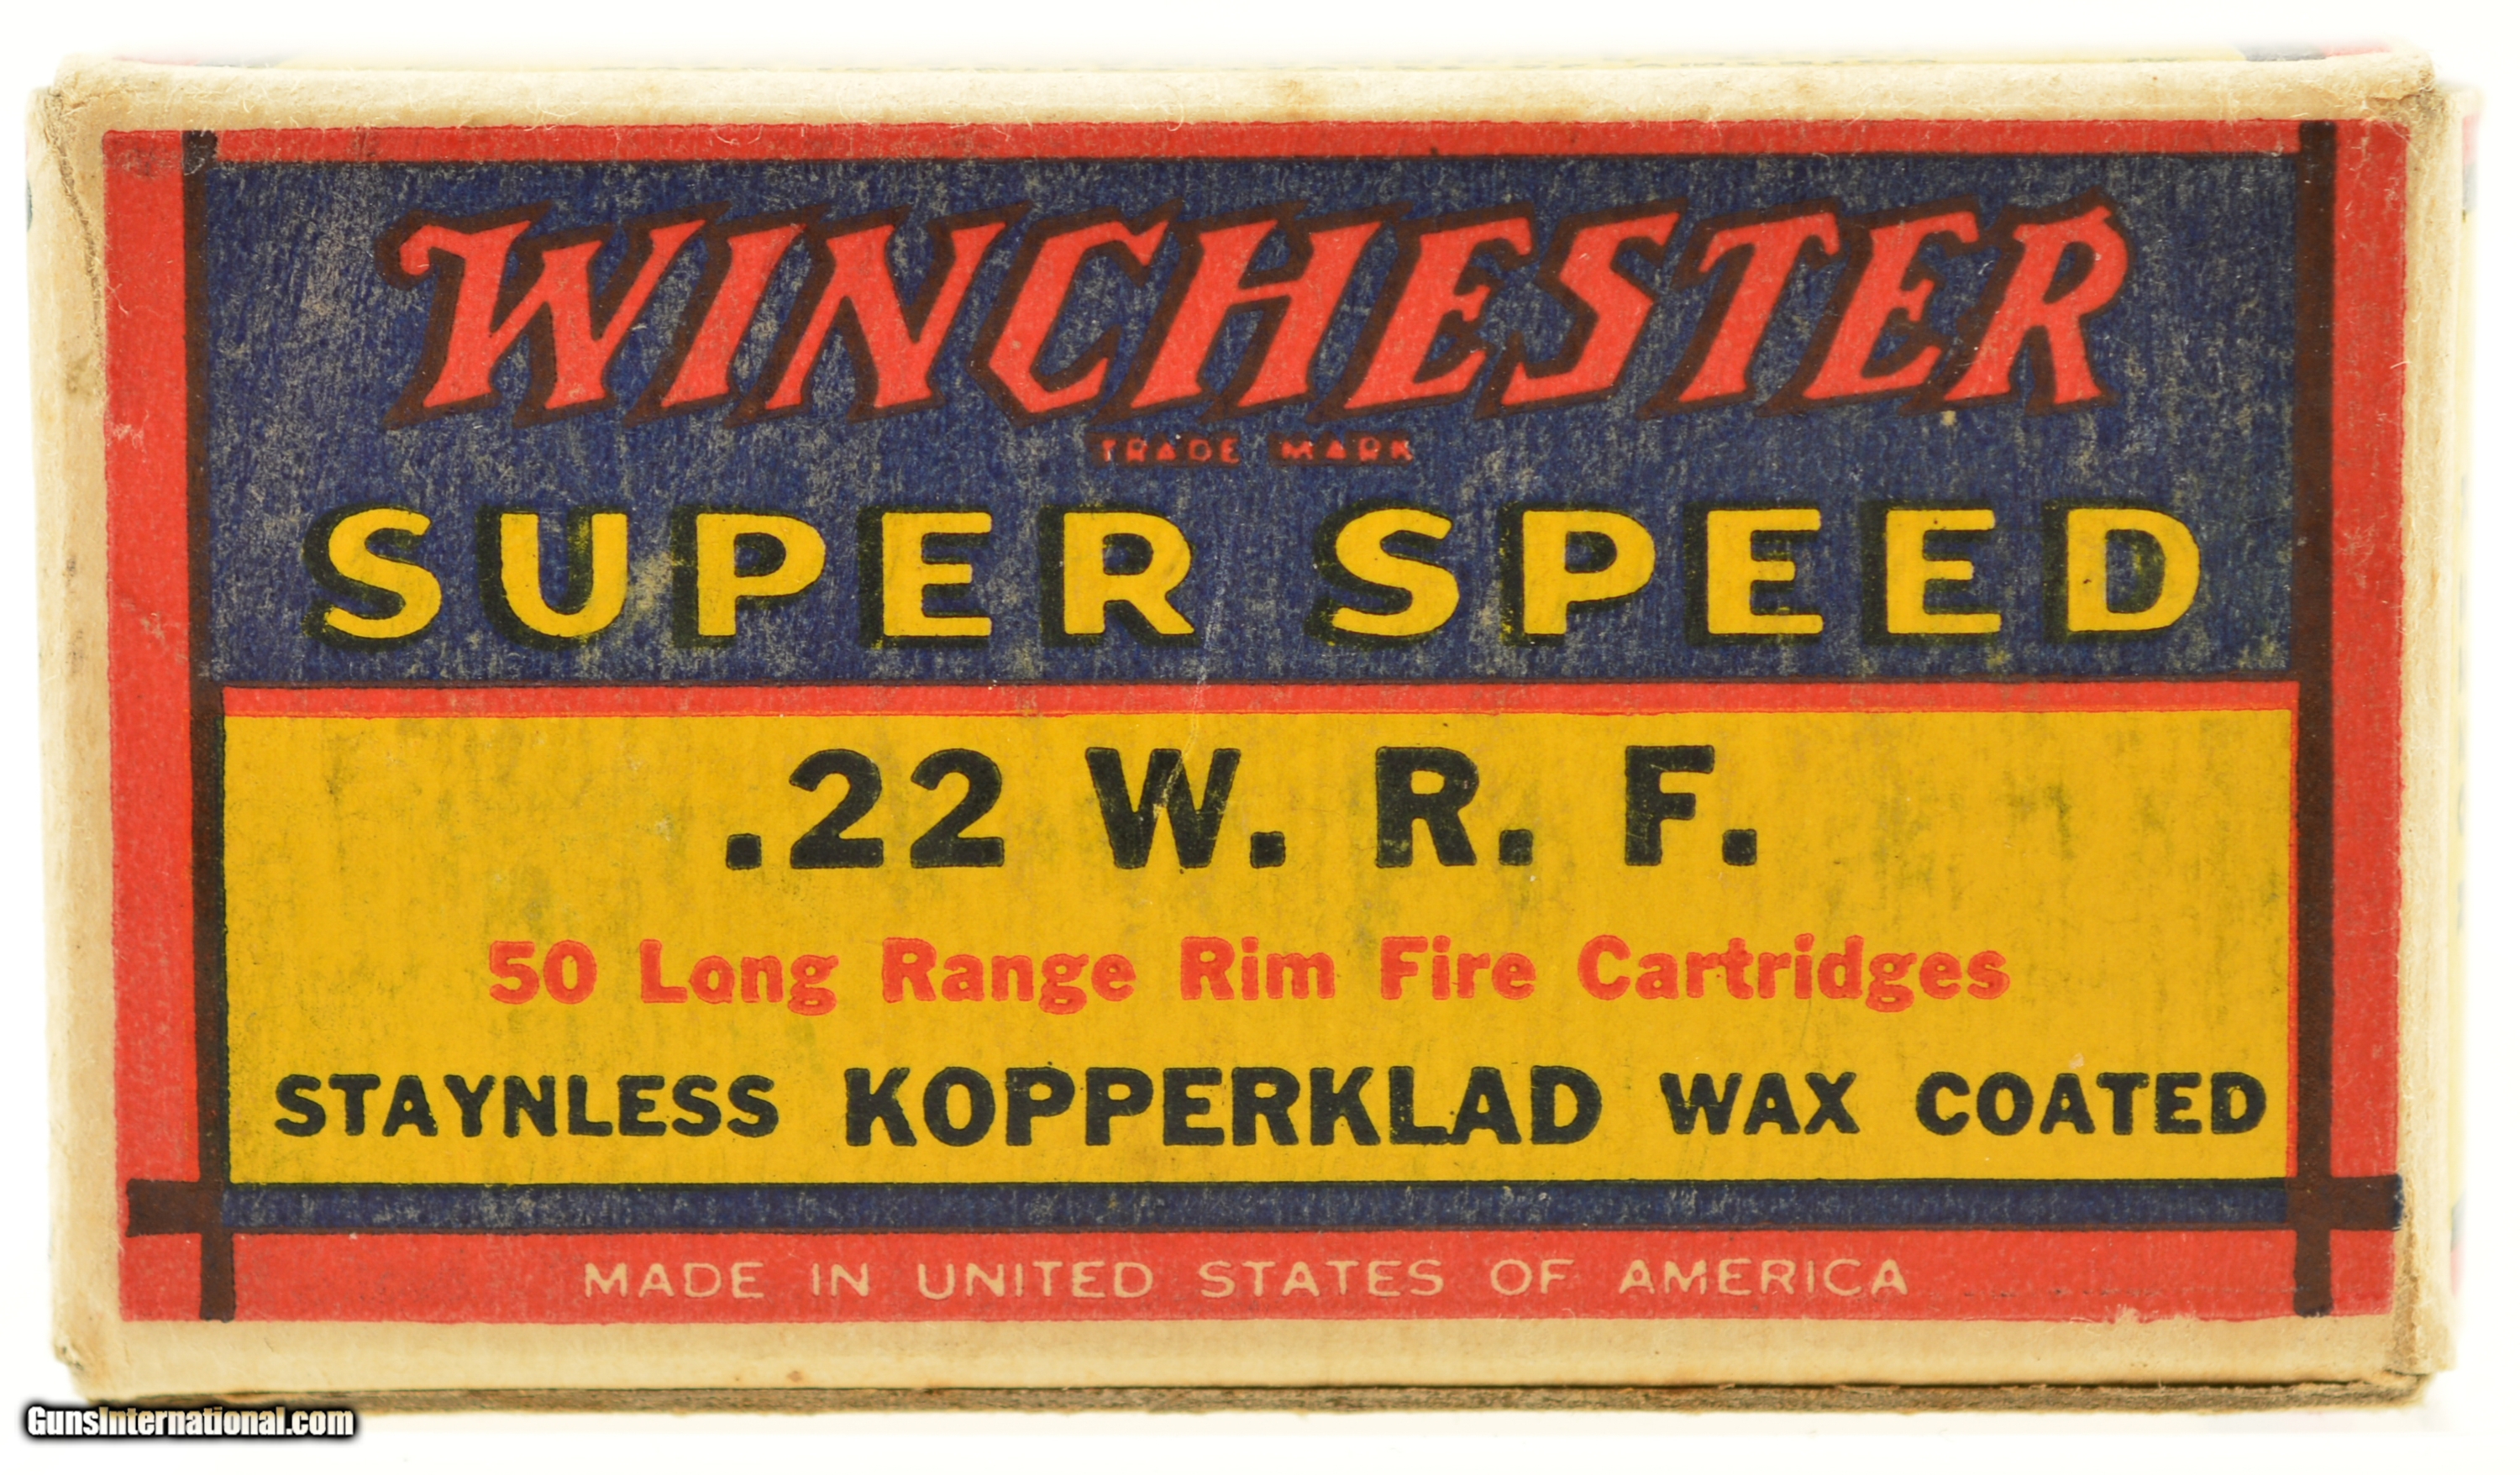 WINCHESTER
TRADE MARK
SUPER SPEED
.22 W. R. F.
50 Long Range Rim Fire Cartridges
STAYNLESS KOPPERKLAD WAX COATED
MADE IN UNITED STATES OF AMERICA
GunsInternational.com